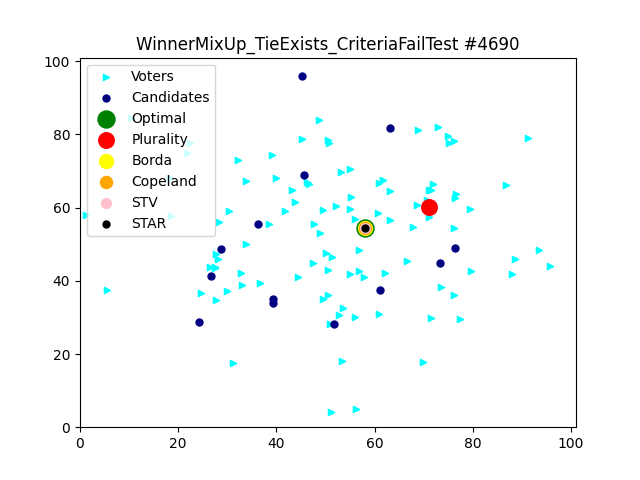 WinnerMixUp_TieExists_CriteriaFailTest #4690
100
80
60
40
20
0
Voters
Candidates
Optimal
Plurality
Borda
Copeland
STV
STAR
0 20 40 60 80 100